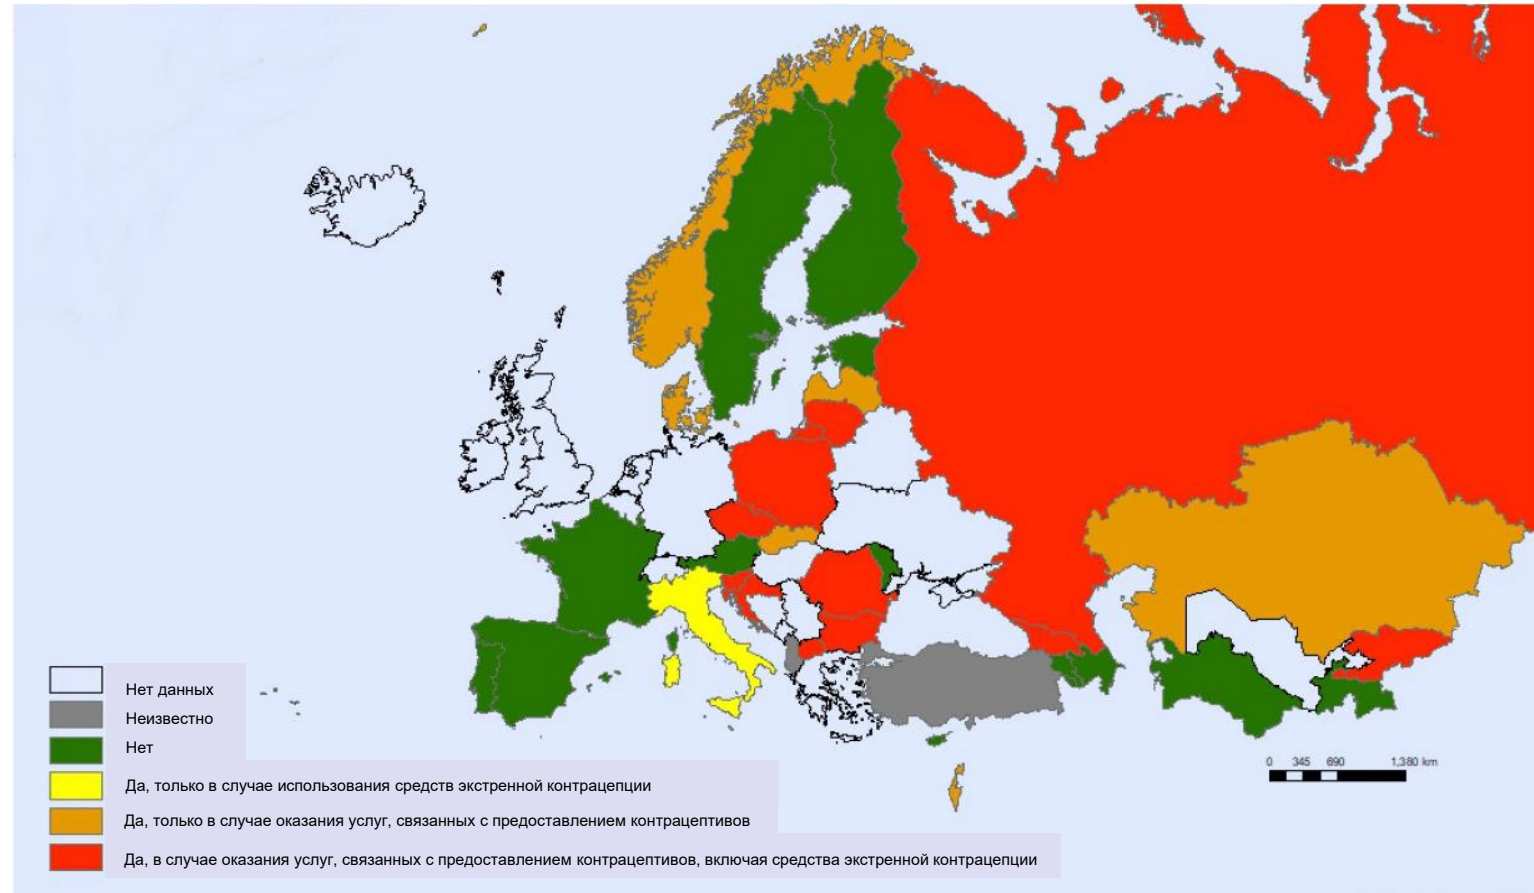 Нет данных
Неизвестно
Нет
Да, только в случае использования средств экстренной контрацепции
Да, только в случае оказания услуг, связанных с предоставлением контрацептивов
Да, в случае оказания услуг, связанных с предоставлением контрацептивов, включая средства экстренной контрацепции
0 345 690 1,380 km